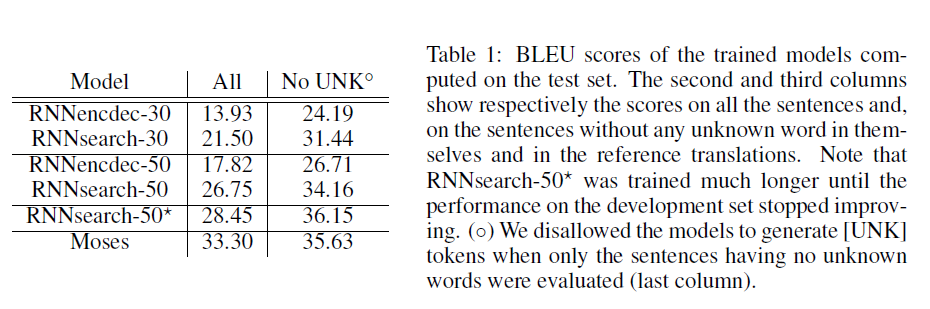 Model All No UNK°
RNNencdec-30 13.93 24.19
RNNsearch-30 21.50 31.44
RNNencdec-50 17.82 26.71
RNNsearch-50 26.75 34.16
RNNsearch-50* 28.45 36.15
Moses 33.30 35.63
Table 1: BLEU scores of the trained models com-
puted on the test set. The second and third columns
show respectively the scores on all the sentences and,
on the sentences without any unknown word in them-
selves and in the reference translations. Note that
RNNsearch-50* was trained much longer until the
performance on the development set stopped improv-
ing. (○) We disallowed the models to generate [UNK]
tokens when only the sentences having no unknown
words were evaluated (last column).